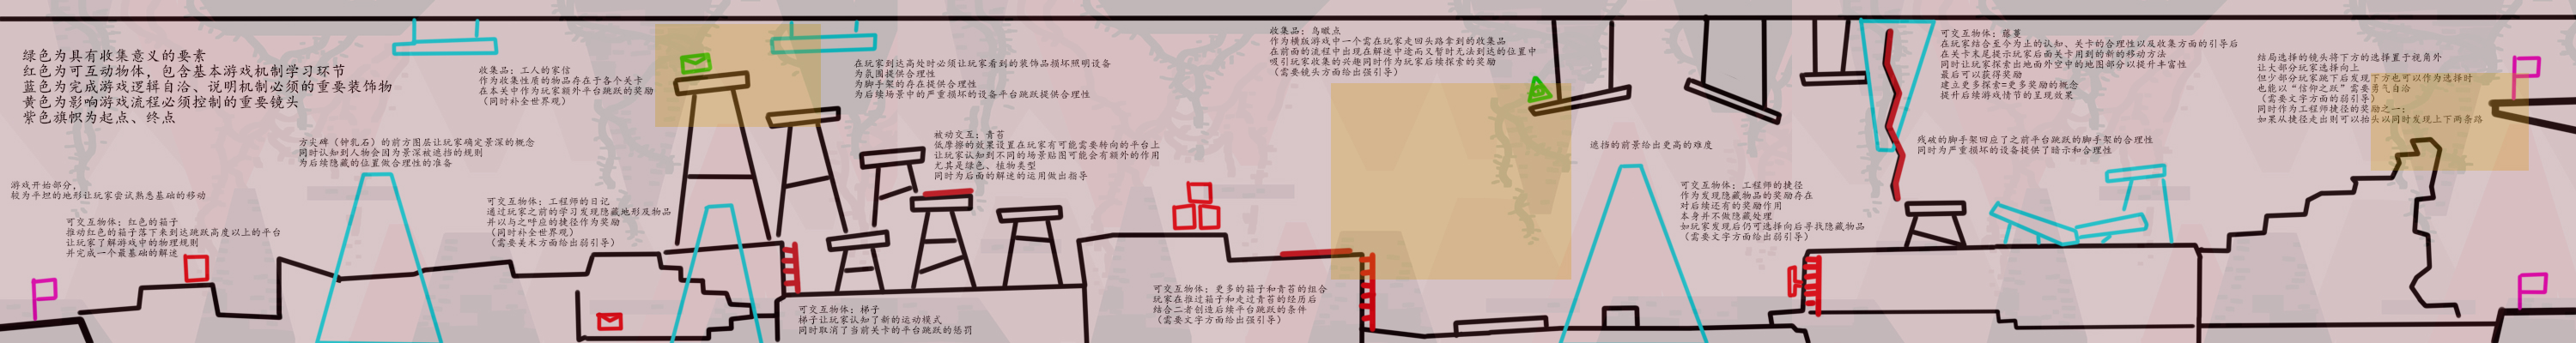 绿色为具有收集意义的要素
红色为可互动物体，包含基本游戏机制学习环节
蓝色为完成游戏逻辑自洽、说明机制必须的重要装饰物
黄色为影响游戏流程必须控制的重要镜头
紫色旗帜为起点、终点
游戏开始部分，
较为平坦的地形让玩家尝试熟悉基础的移动
可交互物体：红色的箱子
推动红色的箱子落下来到达跳跃高度以上的平台
让玩家了解游戏中的物理规则
并完成一个最基础的解迷
方尖碑（钟乳石）的前方图层让玩家确定景深的概念
同时认知到人物会因为景深被遮挡的规则
为后续隐藏的位置做合理性的准备
收集品：工人的家信
作为收集性质的物品存在于各个关卡
在本关中作为玩家额外平台跳跃的奖励
（同时补全世界观）
可交互物体：工程师的日记
通过玩家之前的学习发现隐藏地形及物品
并以与之呼应的捷径作为奖励
（同时补全世界观）
（需要美术方面给出弱引导）
在玩家到达高处时必须让玩家看到的装饰品损坏照明设备
为氛围提供合理性
为脚手架的存在提供合理性
为后续场景中的严重损坏的设备平台跳跃提供合理性
被动交互：青苔
低摩擦的效果设置在玩家有可能需要转向的平台上
让玩家认知到不同的场景贴图可能会有额外的作用
尤其是绿色、植物类型
同时为后面的解迷的运用做出指导
可交互物体：梯子
梯子让玩家认知了新的运动模式
同时取消了当前关卡的平台跳跃的惩罚
可交互物体：更多的箱子和青苔的组合
玩家在推过箱子和走过青苔的经历后
结合二者创造后续平台跳跃的条件
（需要文字方面给出强引导）
收集品：鸟瞰点
作为横版游戏中一个需在玩家走回头路拿到的收集品
在前面的流程中出现在解迷中途高又暂时无法到达的位置中
吸引玩家收集的兴趣同时作为玩家后续探索的奖励
（需要镜头方面给出强引导）
遮挡的前景给出更高的难度
可交互物体：工程师的捷径
作为发现隐藏物品的奖励存在
对后续还有的奖励作用
本身并不做隐藏处理
如玩家发现后仍可选择向后寻找隐藏物品
（需要文字方面给出弱引导）
可交互物体：藤蔓
在玩家结合至今为止的认知、关卡的合理性以及收集方面的引导后
在关卡末尾提示玩家后面关卡用到的新的移动方法
同时让玩家探索出地面外空中的地图部分以提升丰富性
最后可以获得奖励
建立更多探索=更多奖励的概念
提升后续游戏情节的呈现效果
残破的脚手架回应了之前平台跳跃的脚手架的合理性
同时为严重损坏的设备提供了暗示和合理性
结局选择的镜头将下方的选择置于视角外
让大部分玩家选择向上
但少部分玩家跳下后发现下方也可以作为选择时
也能以“信仰之跃”需要勇气自洽
（需要文字方面的弱引导）
同时作为工程师捷径的奖励之一：
如果从捷径走出则可以抬头以同时发现上下两条路